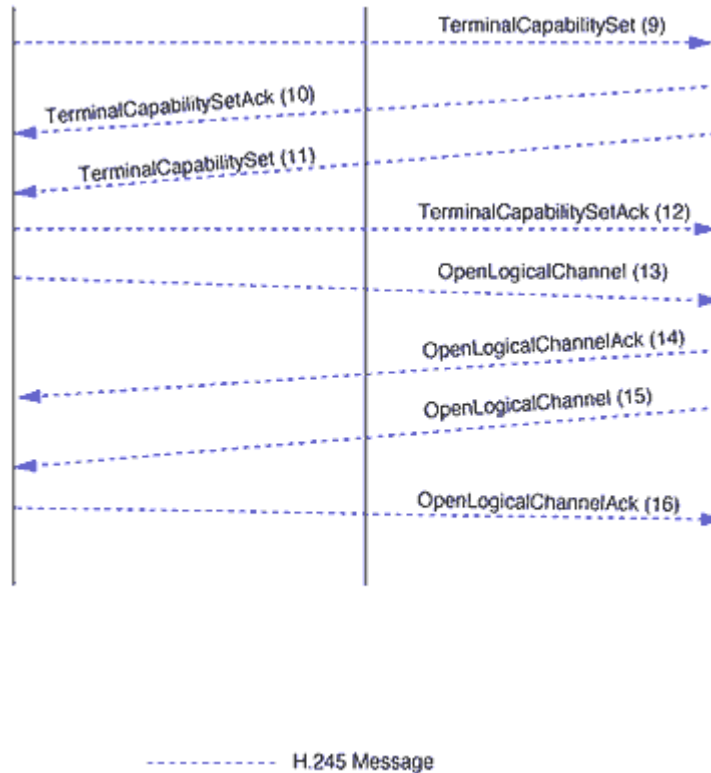 TerminalCapabilitySet (9)
TerminalCapabilitySetAck (10)
TerminalCapabilitySet (11)
TerminalCapabilitySetAck (12)
OpenLogicalChannel (13)
OpenLogicalChannelAck (14)
OpenLogicalChannel (15)
OpenLogicalChannelAck (16)
H.245 Message